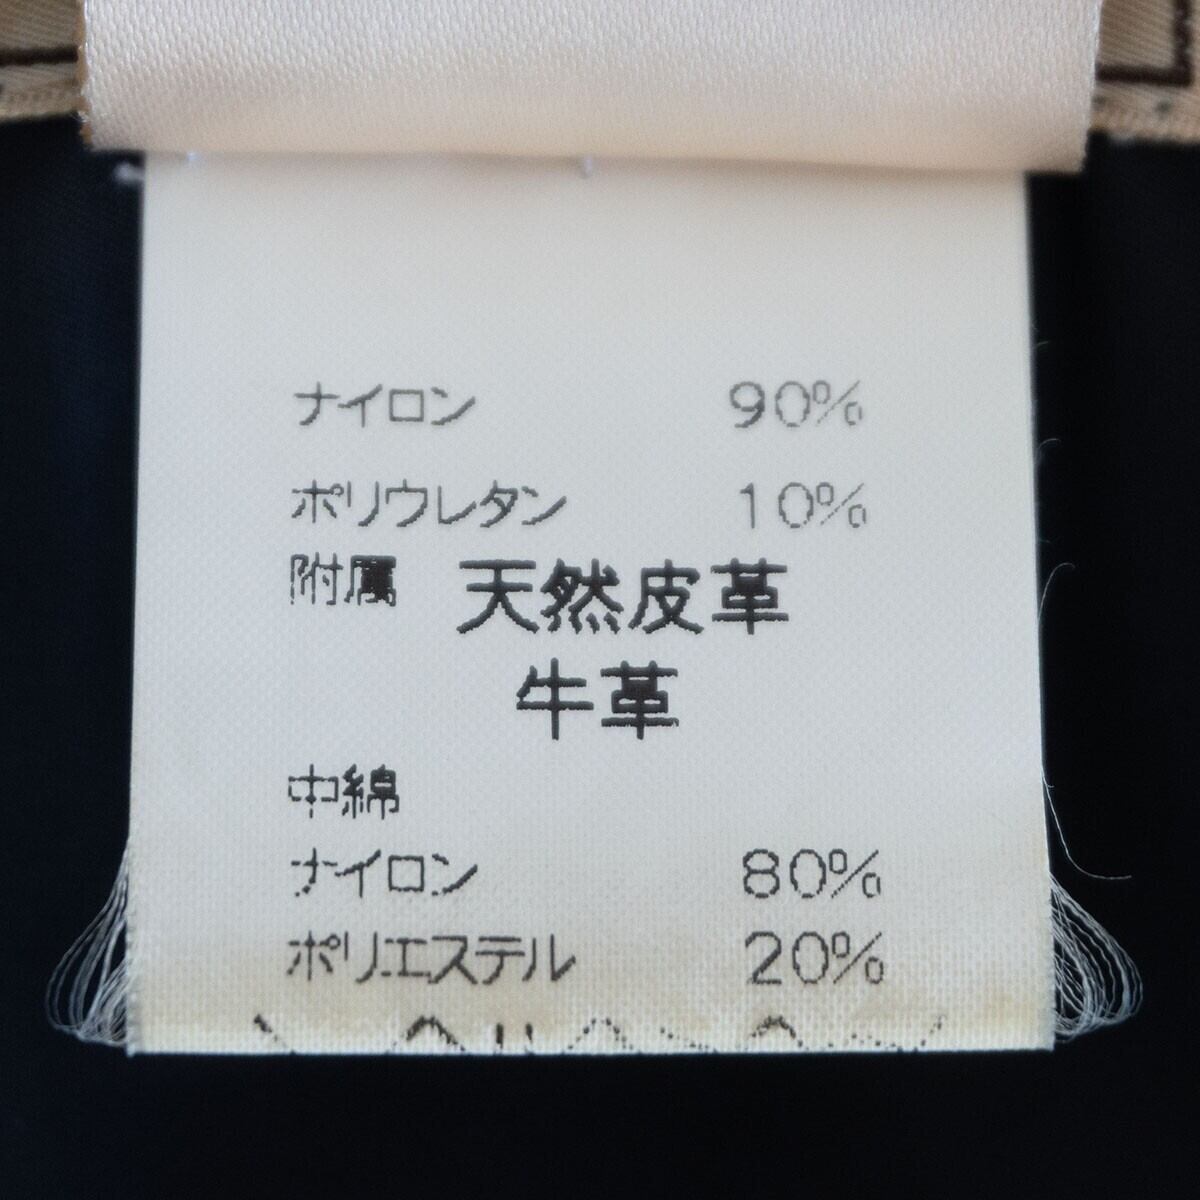 ナイロン 90%
ポリウレタン 10%
附属 天然皮革
牛革
中綿
ナイロン 80%
ポリエステル 20%